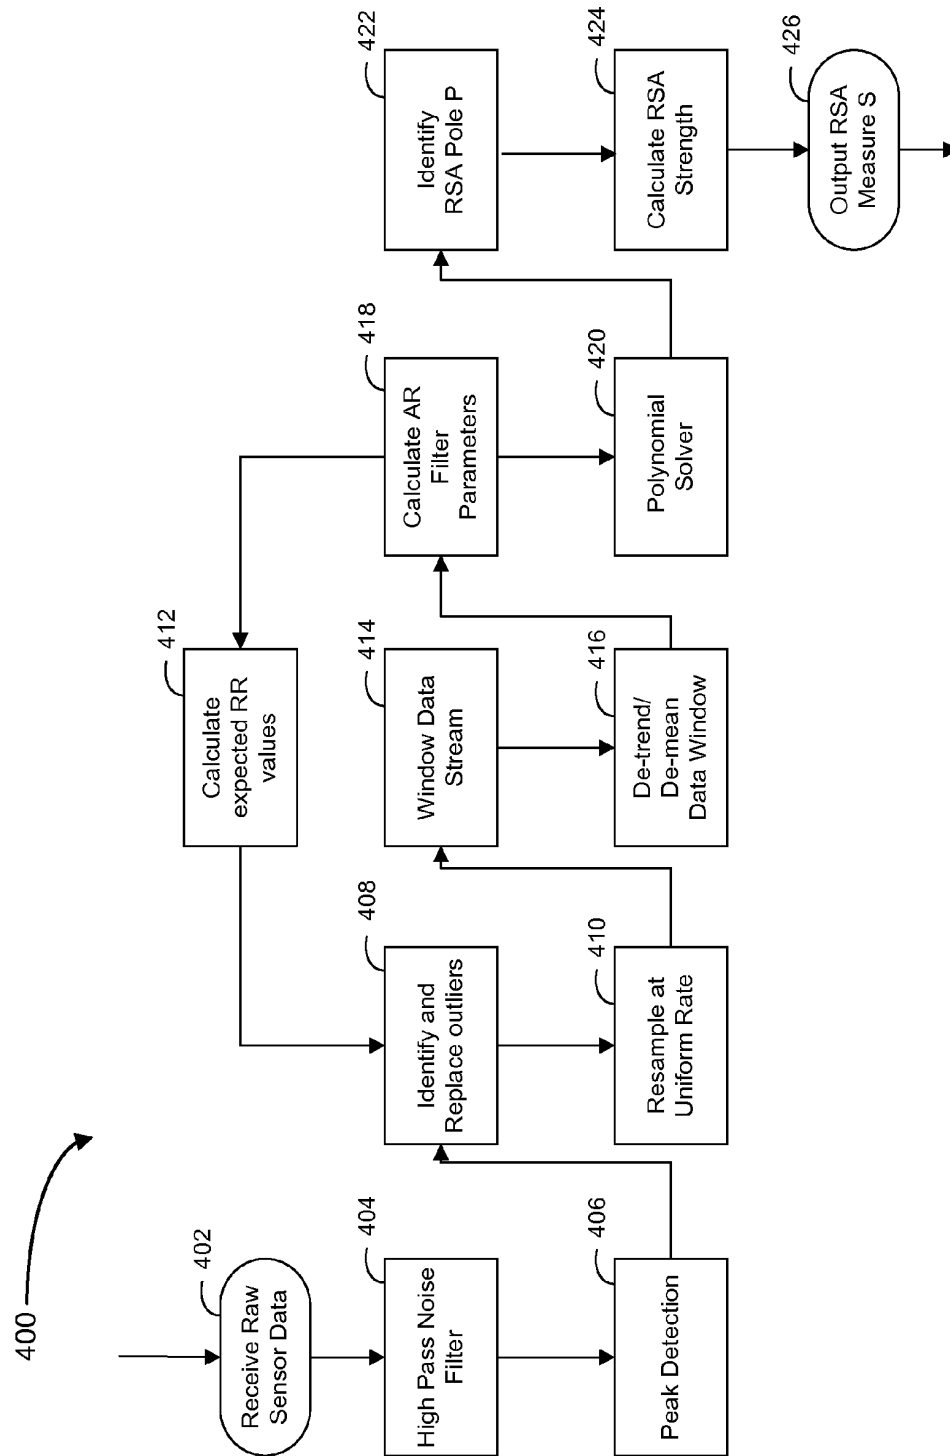 400
402
Receive Raw
Sensor Data
404
High Pass Noise
Filter
406
Peak Detection
408
Identify and
Replace outliers
410
Resample at
Uniform Rate
412
Calculate
expected RR
values
414
Window Data
Stream
416
De-trend/
De-mean
Data Window
418
Calculate AR
Filter
Parameters
420
Polynomial
Solver
422
Identify
RSA Pole P
424
Calculate RSA
Strength
426
Output RSA
Measure S